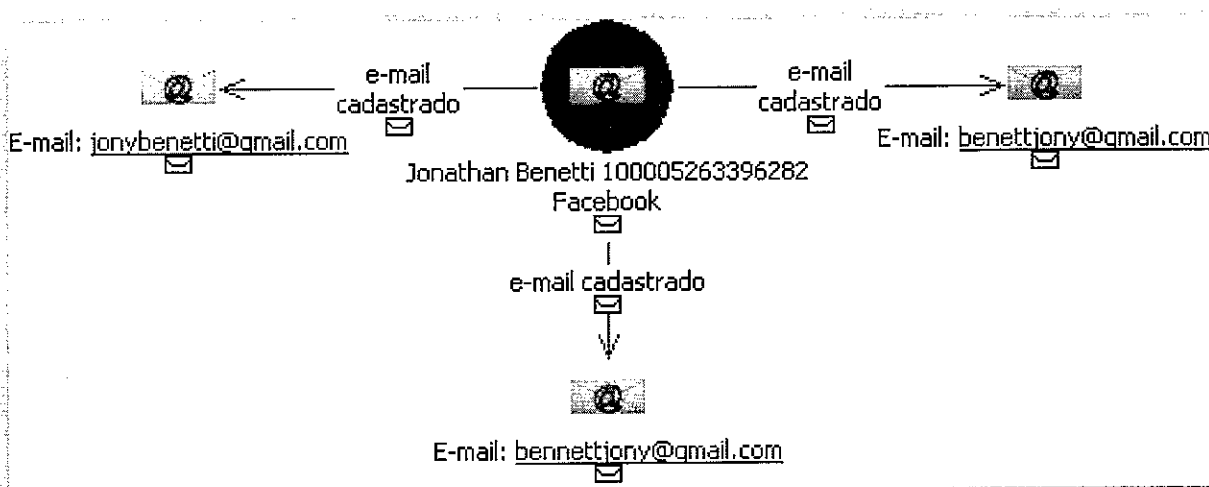 e-mail
cadastrado
e-mail
cadastrado
E-mail: jonybenetti@gmail.com
E-mail: benettjony@gmail.com
Jonathan Benetti 100005263396282
Facebook
e-mail cadastrado
E-mail: bennettjony@gmail.com